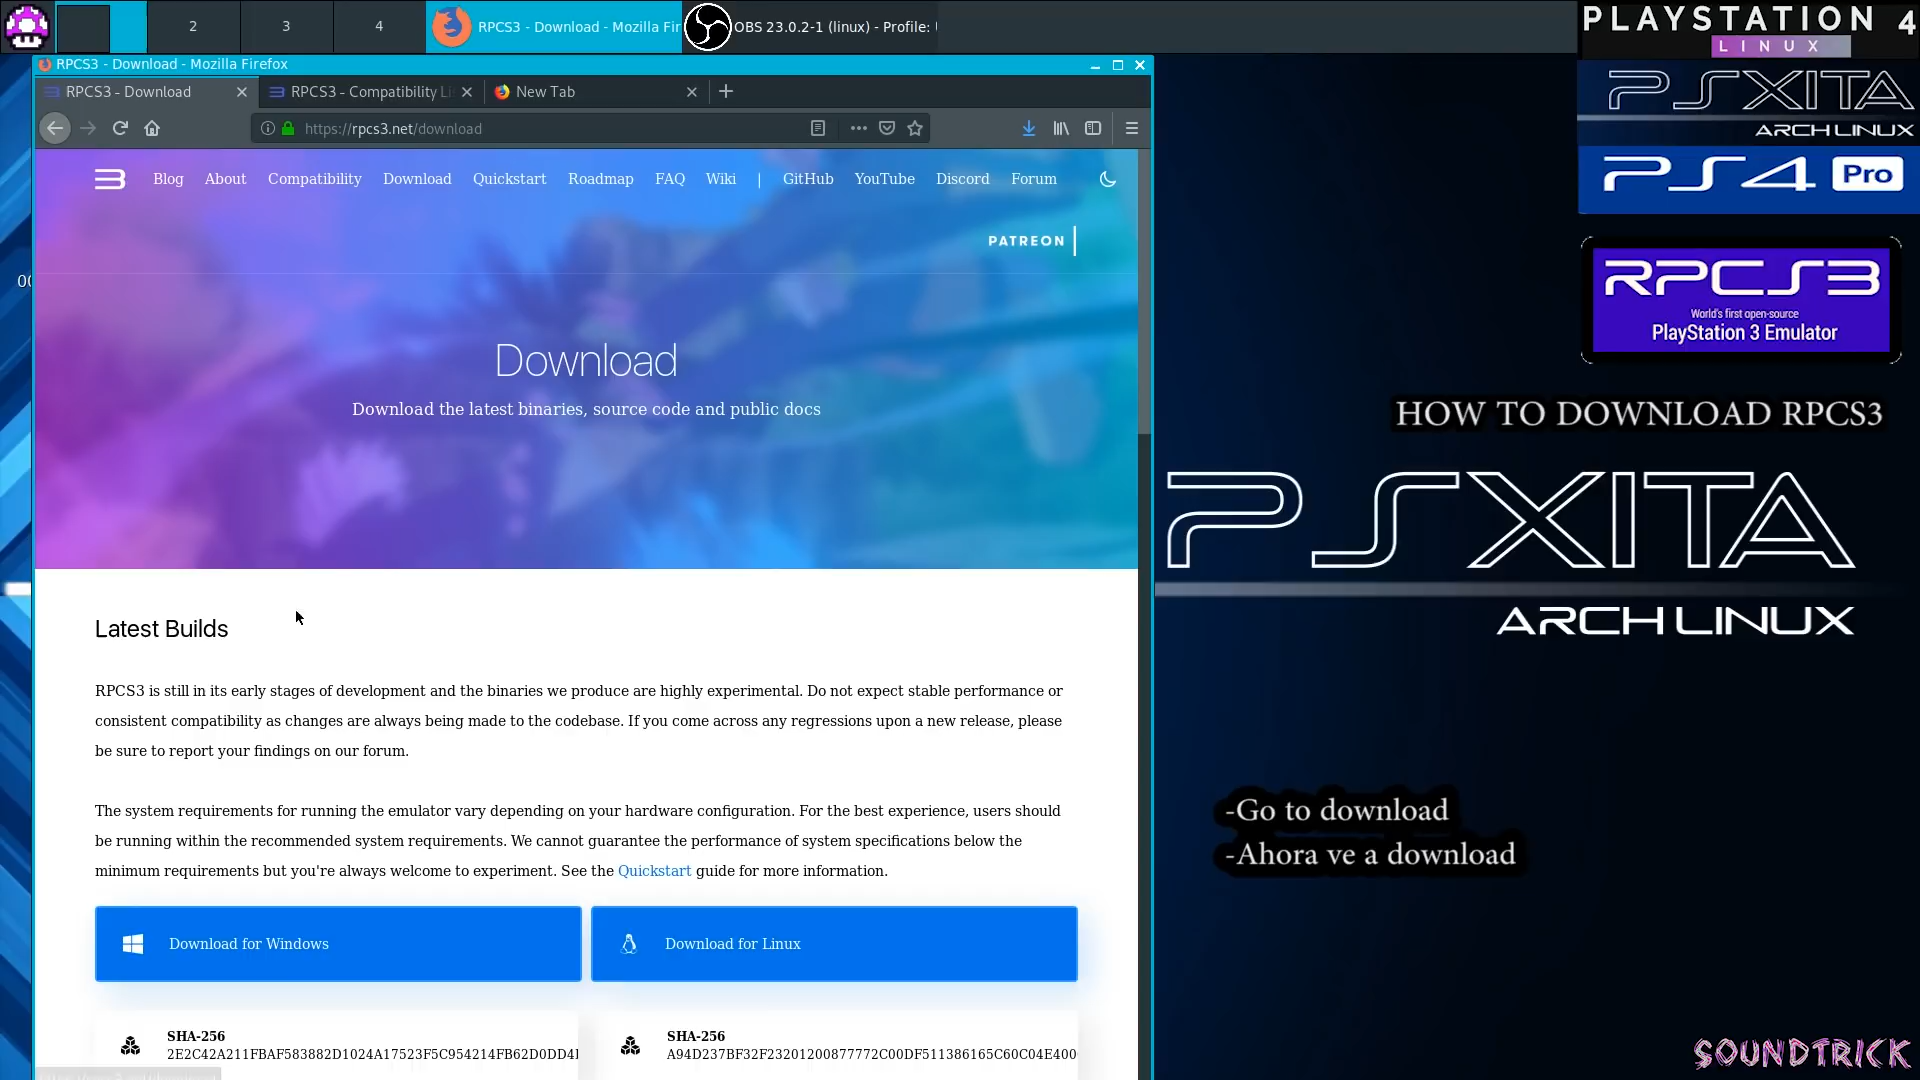 2
3
4
RPCS3 - Download - Mozilla Fir
OBS 23.0.2-1 (linux) - Profile:
PLAYSTATION 4
LINUX
RPCS3 - Download - Mozilla Firefox
RPCS3 - Download
RPCS3 - Compatibility Li
New Tab
https://rpcs3.net/download
PSXITA
ARCH LINUX
PS4 Pro
Blog
About
Compatibility
Download
Quickstart
Roadmap
FAQ
Wiki
|
GitHub
YouTube
Discord
Forum
PATREON
RPCS3
World's first open-source
PlayStation 3 Emulator
Download
Download the latest binaries, source code and public docs
HOW TO DOWNLOAD RPCS3
PSXITA
ARCH LINUX
Latest Builds
RPCS3 is still in its early stages of development and the binaries we produce are highly experimental. Do not expect stable performance or
consistent compatibility as changes are always being made to the codebase. If you come across any regressions upon a new release, please
be sure to report your findings on our forum.
The system requirements for running the emulator vary depending on your hardware configuration. For the best experience, users should
be running within the recommended system requirements. We cannot guarantee the performance of system specifications below the
minimum requirements but you're always welcome to experiment. See the Quickstart guide for more information.
-Go to download
-Ahora ve a download
Download for Windows
Download for Linux
SHA-256
2E2C42A211FBAF583882D1024A17523F5C954214FB62D0DD4
SHA-256
A94D237BF32F23201200877772C00DF511386165C60C04E400
SOUNDTRICK